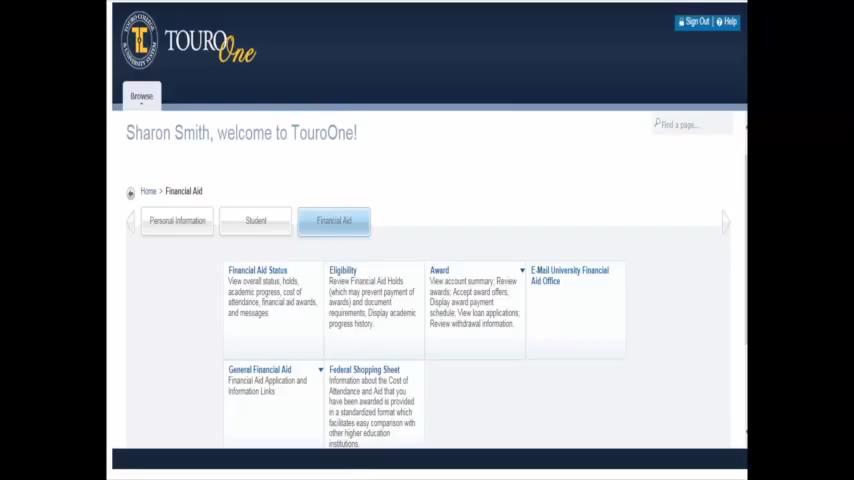 TOURO COLLEGE
& UNIVERSITY SYSTEM
TOURO One
Sign Out | Help
Browse
Sharon Smith, welcome to TouroOne!
Find a page...
Home > Financial Aid
Personal Information
Student
Financial Aid
Financial Aid Status
View overall status, holds,
academic progress, cost of
attendance, financial aid awards,
and messages
Eligibility
Review Financial Aid Holds
(which may prevent payment of
awards) and document
requirements; Display academic
progress history.
Award
View account summary; Review
awards; Accept award offers;
Display award payment
schedule; View loan applications;
Review withdrawal information.
E-Mail University Financial
Aid Office
General Financial Aid
Financial Aid Application and
Information Links
Federal Shopping Sheet
Information about the Cost of
Attendance and Aid that you
have been awarded is provided
in a standardized format which
facilitates easy comparison with
other higher education
institutions.